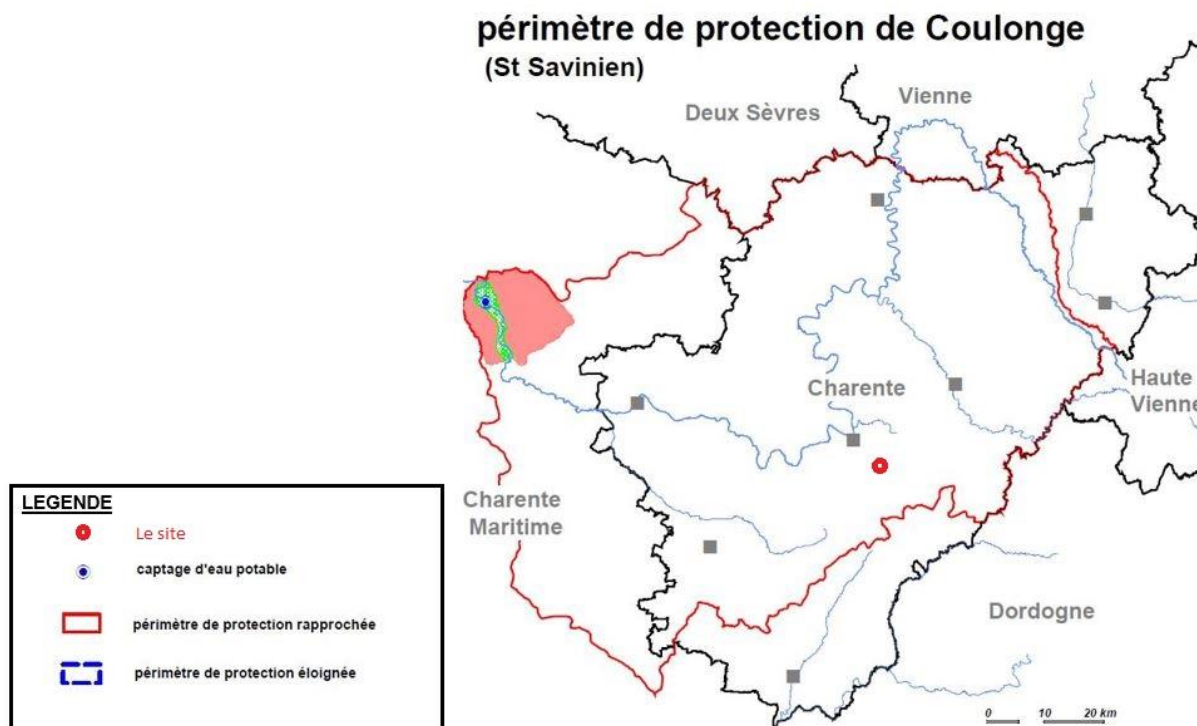 périmètre de protection de Coulonge
(St Savinien)
Deux Sèvres
Vienne
Charente
Haute
Vienne
Charente
Maritime
Dordogne
LEGENDE
Le site
captage d'eau potable
périmètre de protection rapprochée
périmètre de protection éloignée
0 10 20 km